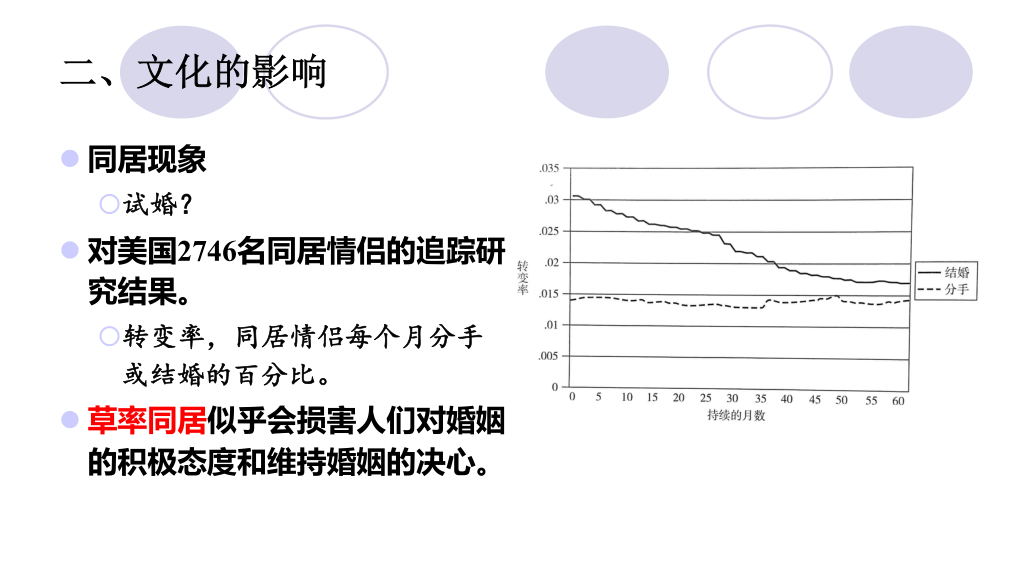 二、文化的影响
同居现象
试婚？
对美国2746名同居情侣的追踪研
究结果。
转变率，同居情侣每个月分手
或结婚的百分比。
草率同居似乎会损害人们对婚姻
的积极态度和维持婚姻的决心。
.035
.03
.025
.02
.015
.01
.005
0
转变率
0 5 10 15 20 25 30 35 40 45 50 55 60
持续的月数
结婚
分手